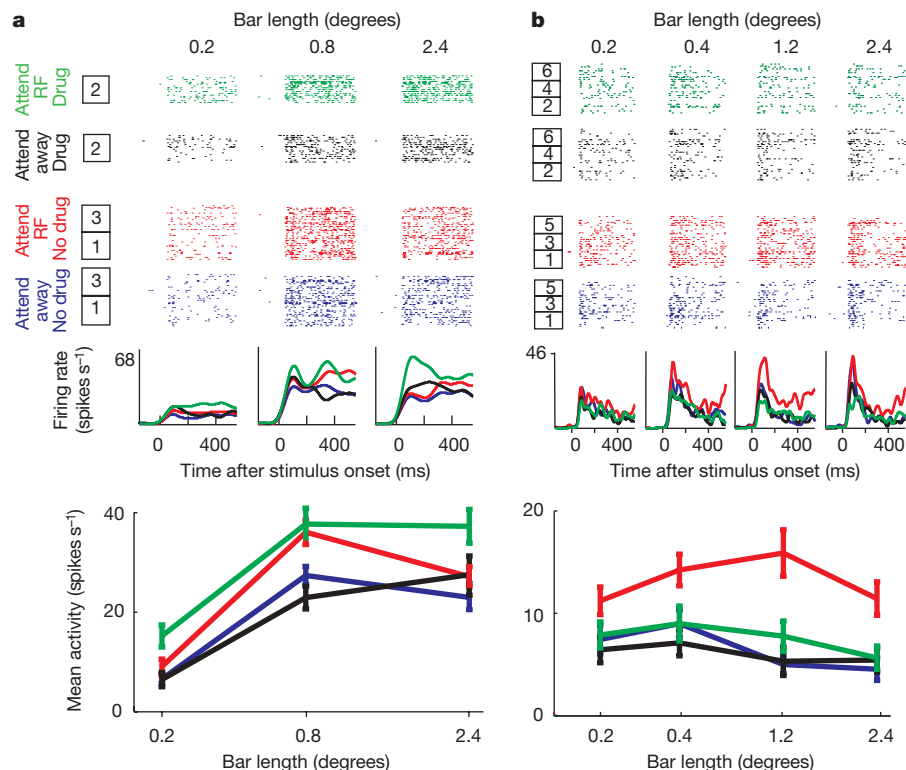 a
Bar length (degrees)
0.2 0.8 2.4
Attend RF Drug
2
Attend away Drug
2
Attend RF No drug
3
1
Attend away No drug
3
1
Firing rate (spikes s⁻¹)
68
0 400 0 400 0 400
Time after stimulus onset (ms)
Mean activity (spikes s⁻¹)
40
20
0
0.2 0.8 2.4
Bar length (degrees)
b
Bar length (degrees)
0.2 0.4 1.2 2.4
6
4
2
6
4
2
5
3
1
5
3
1
46
0 400 0 400 0 400 0 400
Time after stimulus onset (ms)
20
10
0
0.2 0.4 1.2 2.4
Bar length (degrees)